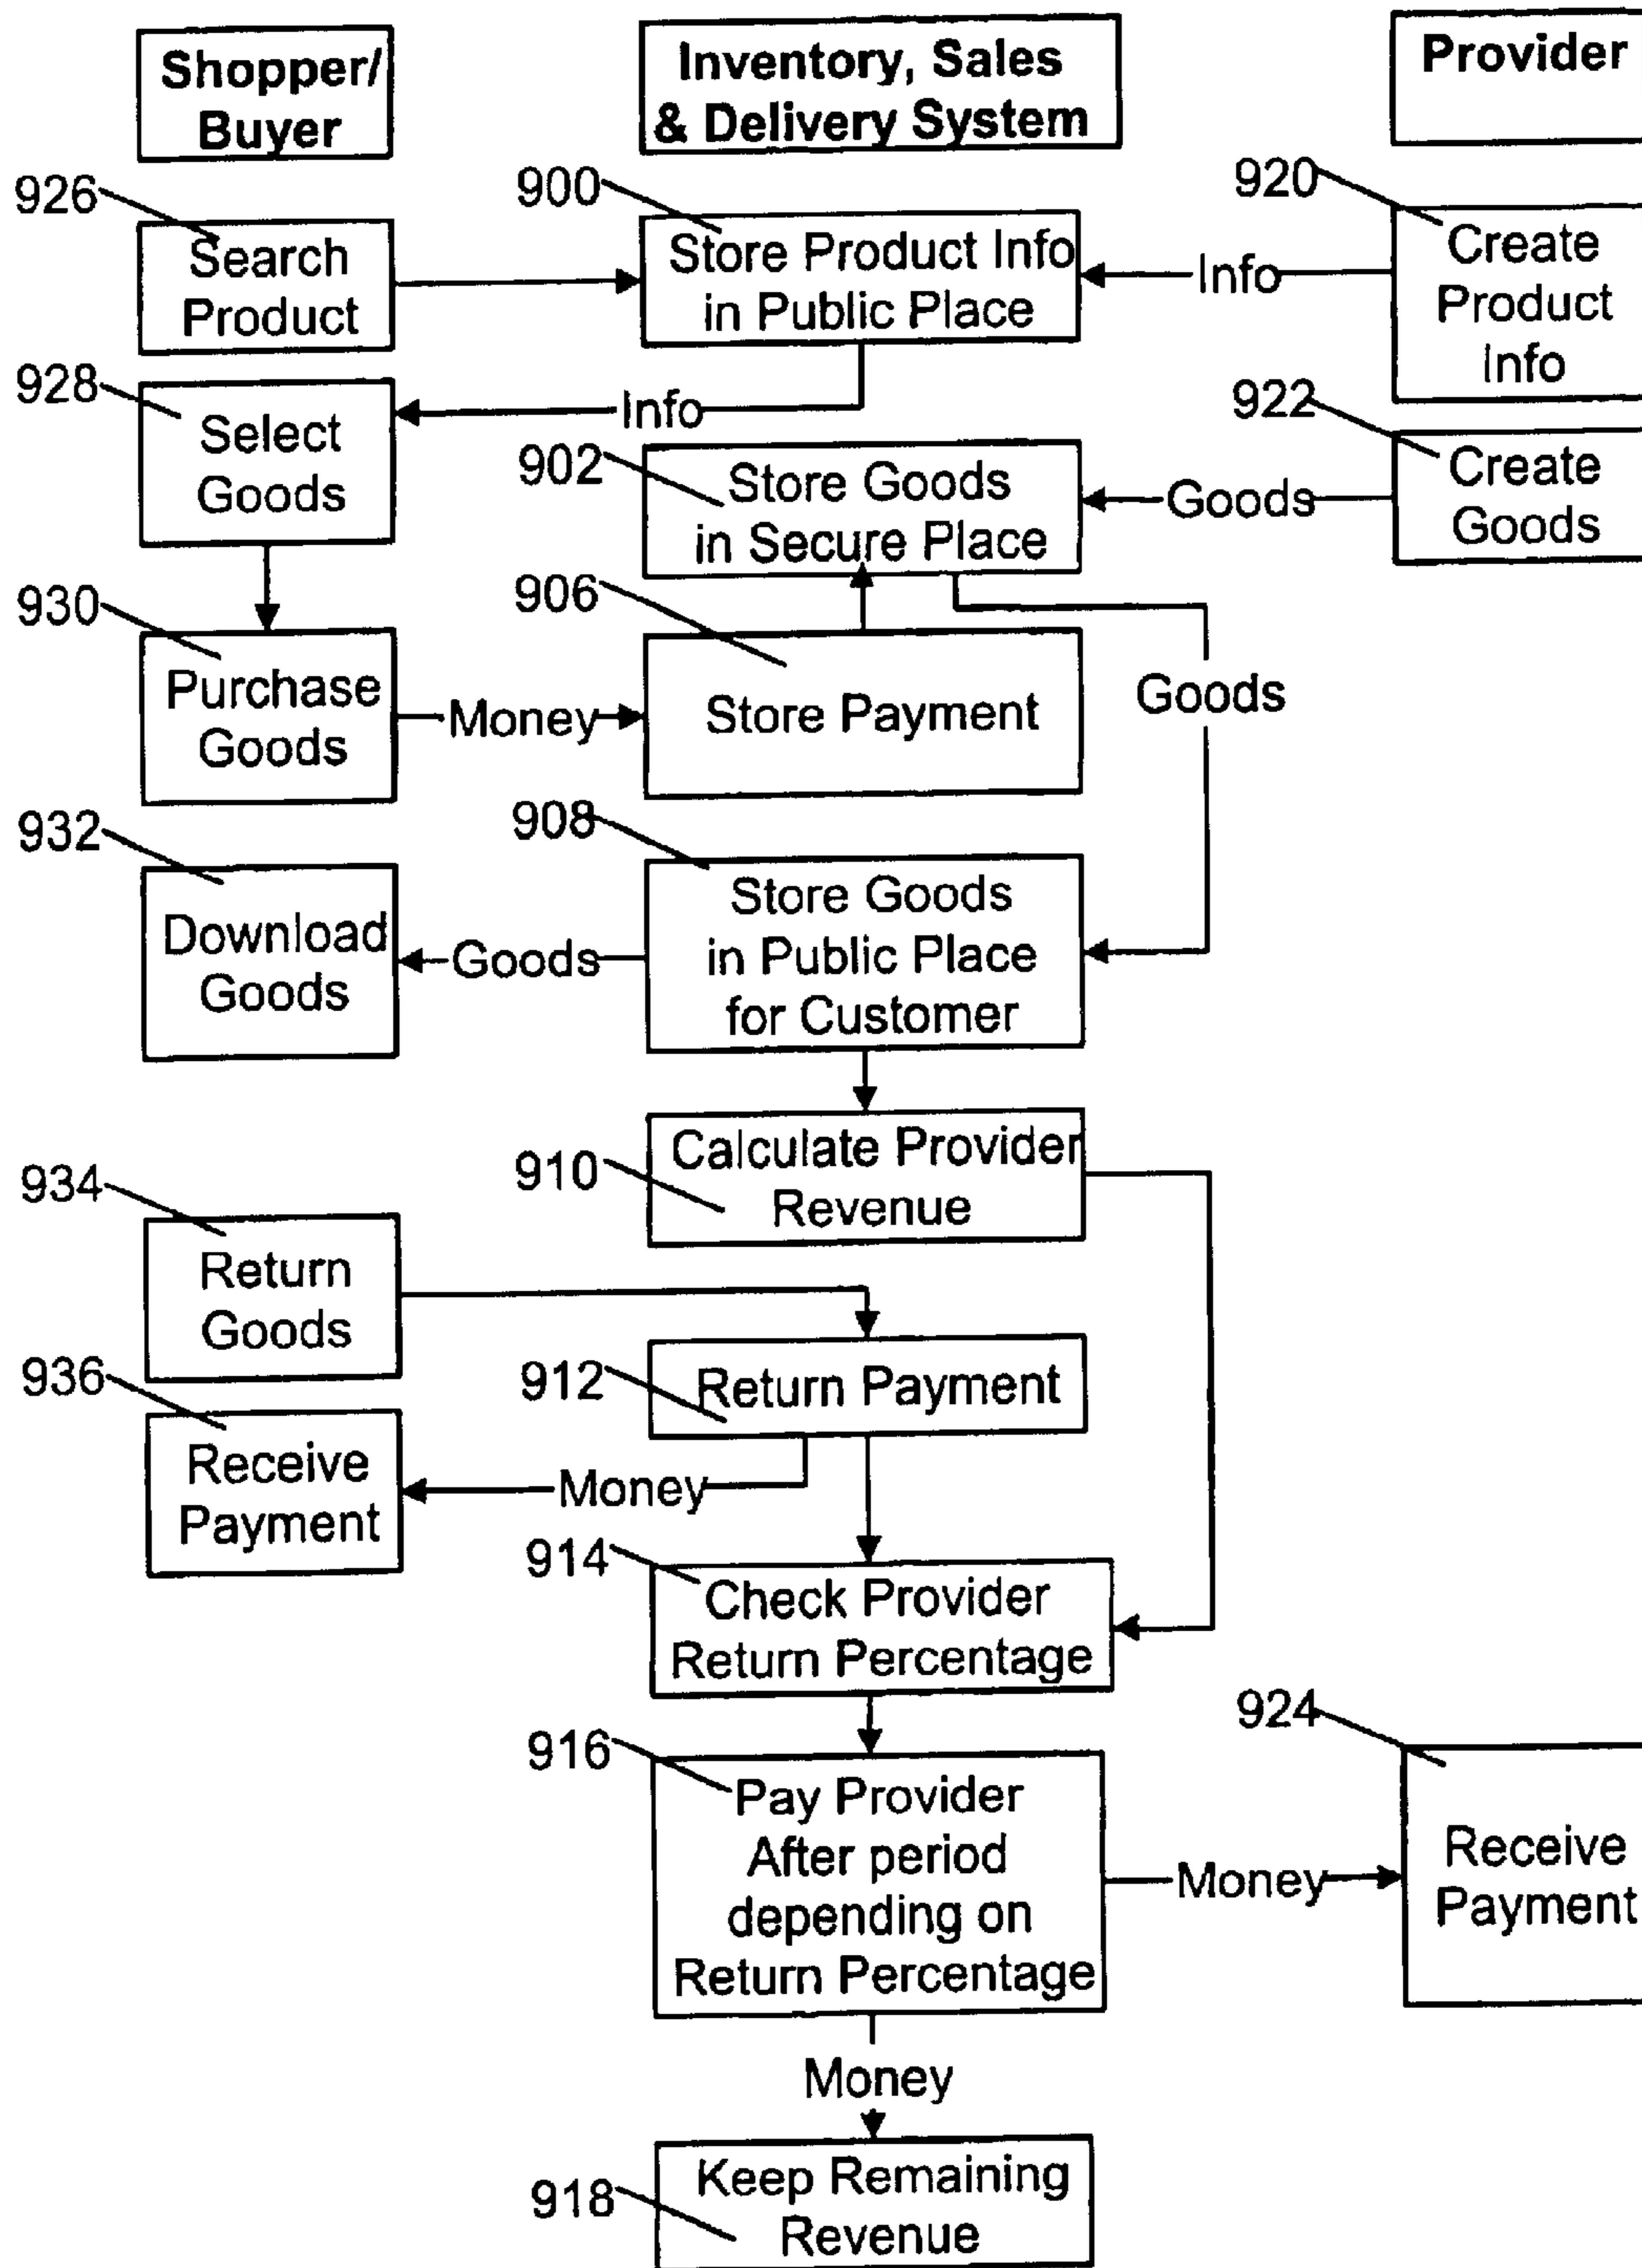 Shopper/
Buyer
Inventory, Sales
& Delivery System
Provider
926
Search
Product
900
Store Product Info
in Public Place
Info
920
Create
Product
Info
928
Select
Goods
Info
902
Store Goods
in Secure Place
Goods
922
Create
Goods
930
Purchase
Goods
Money
906
Store Payment
Goods
932
Download
Goods
Goods
908
Store Goods
in Public Place
for Customer
910
Calculate Provider
Revenue
934
Return
Goods
912
Return Payment
936
Receive
Payment
Money
914
Check Provider
Return Percentage
916
Pay Provider
After period
depending on
Return Percentage
Money
924
Receive
Payment
Money
918
Keep Remaining
Revenue